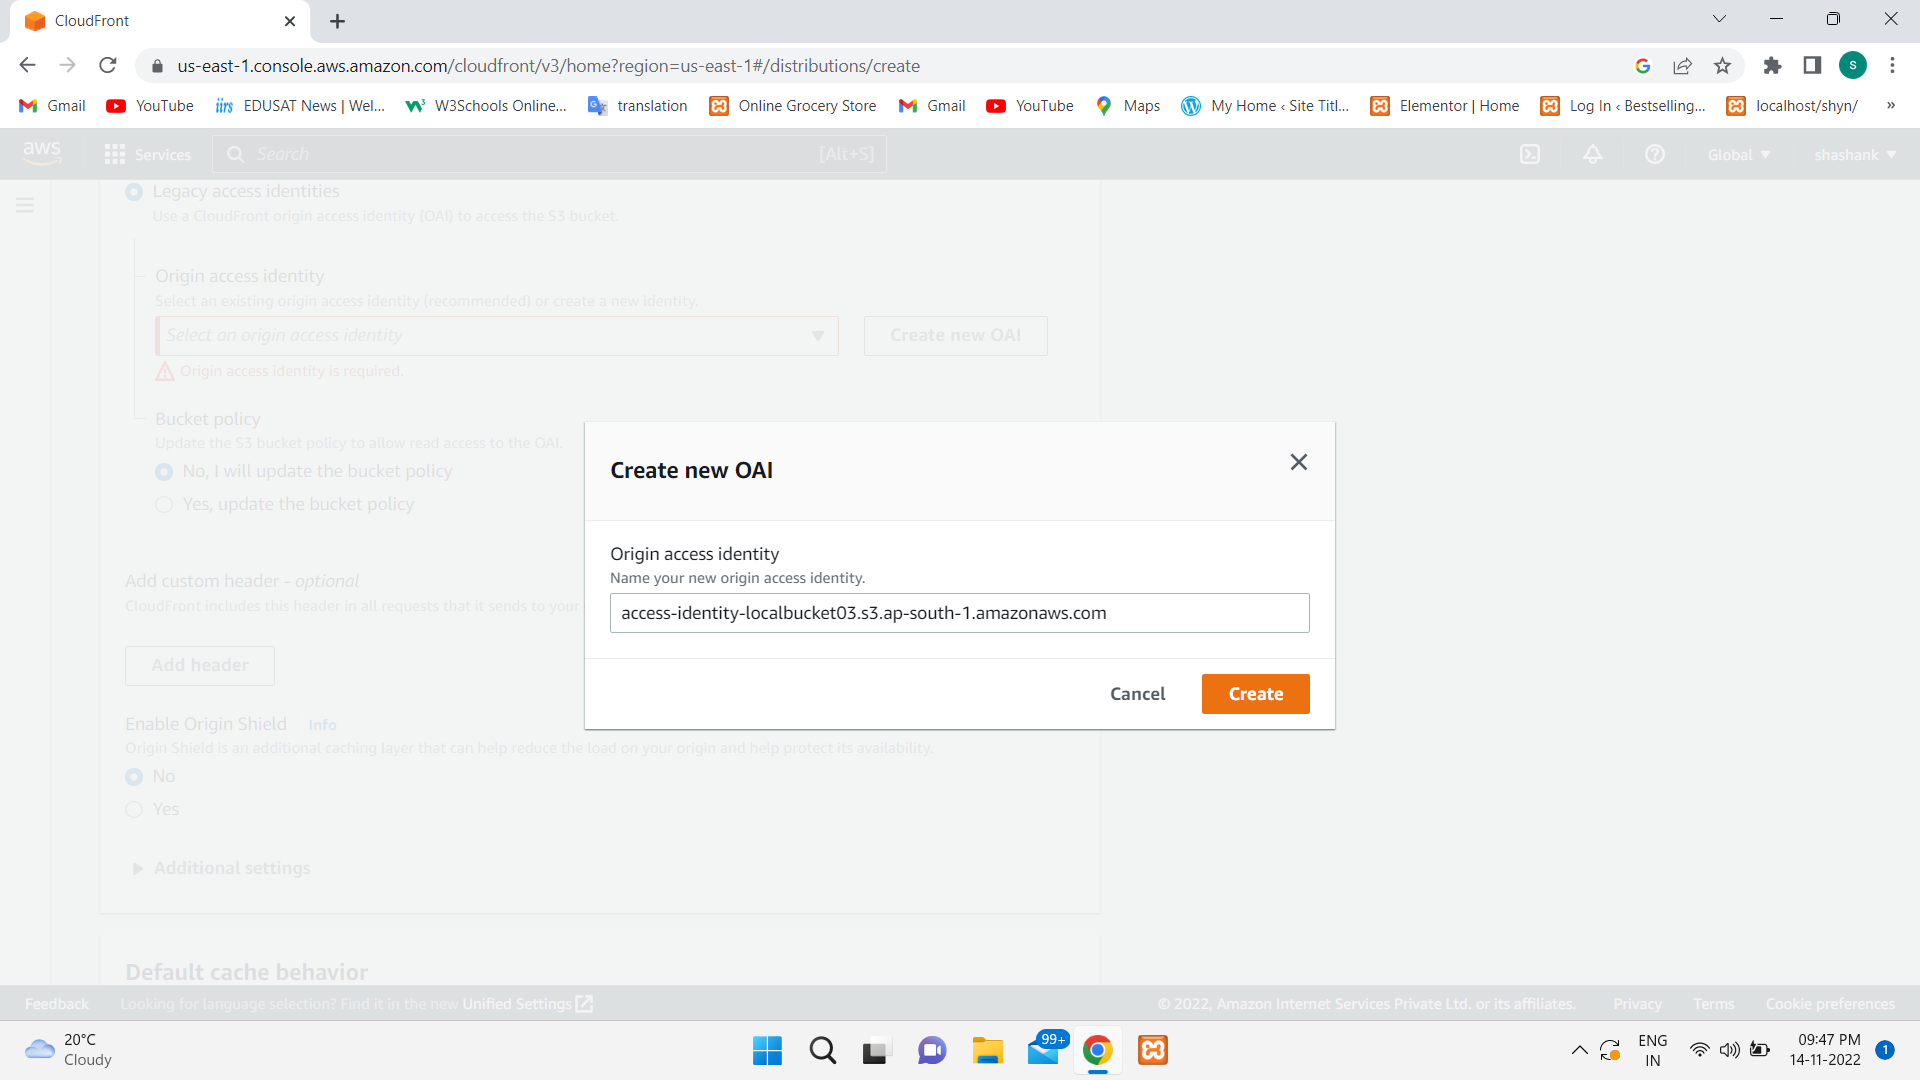 CloudFront
us-east-1.console.aws.amazon.com/cloudfront/v3/home?region=us-east-1#/distributions/create
S
Gmail YouTube EDUSAT News | Wel... W3Schools Online... translation Online Grocery Store Gmail YouTube Maps My Home ‹ Site Titl... Elementor | Home Log In ‹ Bestselling... localhost/shyn/ »
aws Services Search [Alt+S] Global shashank
Legacy access identities
Use a CloudFront origin access identity (OAI) to access the S3 bucket.
Origin access identity
Select an existing origin access identity (recommended) or create a new identity.
Select an origin access identity Create new OAI
Origin access identity is required.
Bucket policy
Update the S3 bucket policy to allow read access to the OAI.
No, I will update the bucket policy
Yes, update the bucket policy
Create new OAI
Origin access identity
Name your new origin access identity.
access-identity-localbucket03.s3.ap-south-1.amazonaws.com
Cancel Create
Add custom header - optional
CloudFront includes this header in all requests that it sends to your
Add header
Enable Origin Shield Info
Origin Shield is an additional caching layer that can help reduce the load on your origin and help protect its availability.
No
Yes
Additional settings
Default cache behavior
Feedback Looking for language selection? Find it in the new Unified Settings © 2022, Amazon Internet Services Private Ltd. or its affiliates. Privacy Terms Cookie preferences
20°C
Cloudy
99+
ENG
IN
09:47 PM
14-11-2022
1